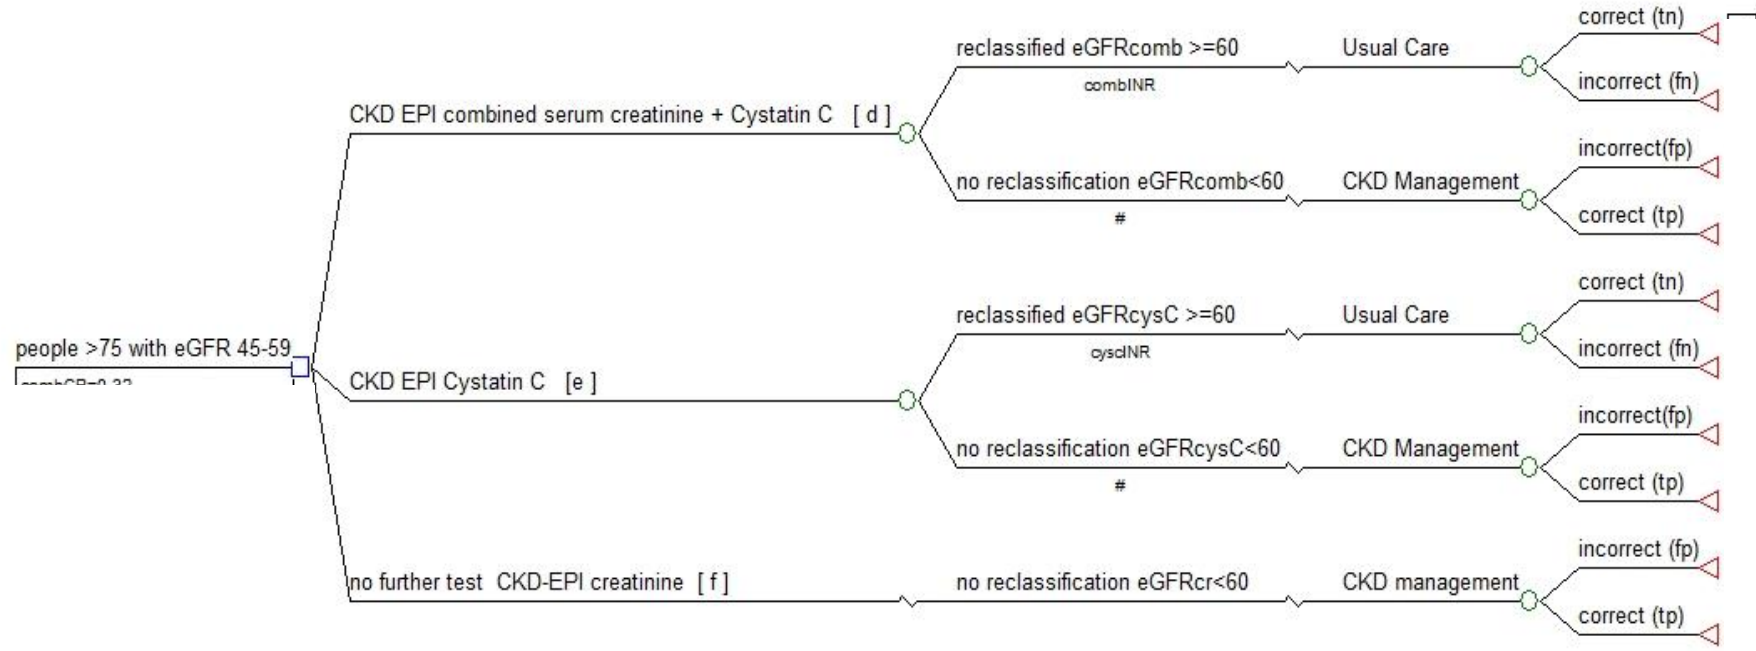 correct (tn)
reclassified eGFRcomb >=60
Usual Care
combINR
incorrect (fn)
CKD EPI combined serum creatinine + Cystatin C [ d ]
incorrect(fp)
no reclassification eGFRcomb<60
CKD Management
#
correct (tp)
correct (tn)
reclassified eGFRcysC >=60
Usual Care
cyscINR
incorrect (fn)
people >75 with eGFR 45-59
CKD EPI Cystatin C [e ]
incorrect(fp)
no reclassification eGFRcysC<60
CKD Management
#
correct (tp)
incorrect (fp)
no further test CKD-EPI creatinine [ f ]
no reclassification eGFRcr<60
CKD management
correct (tp)